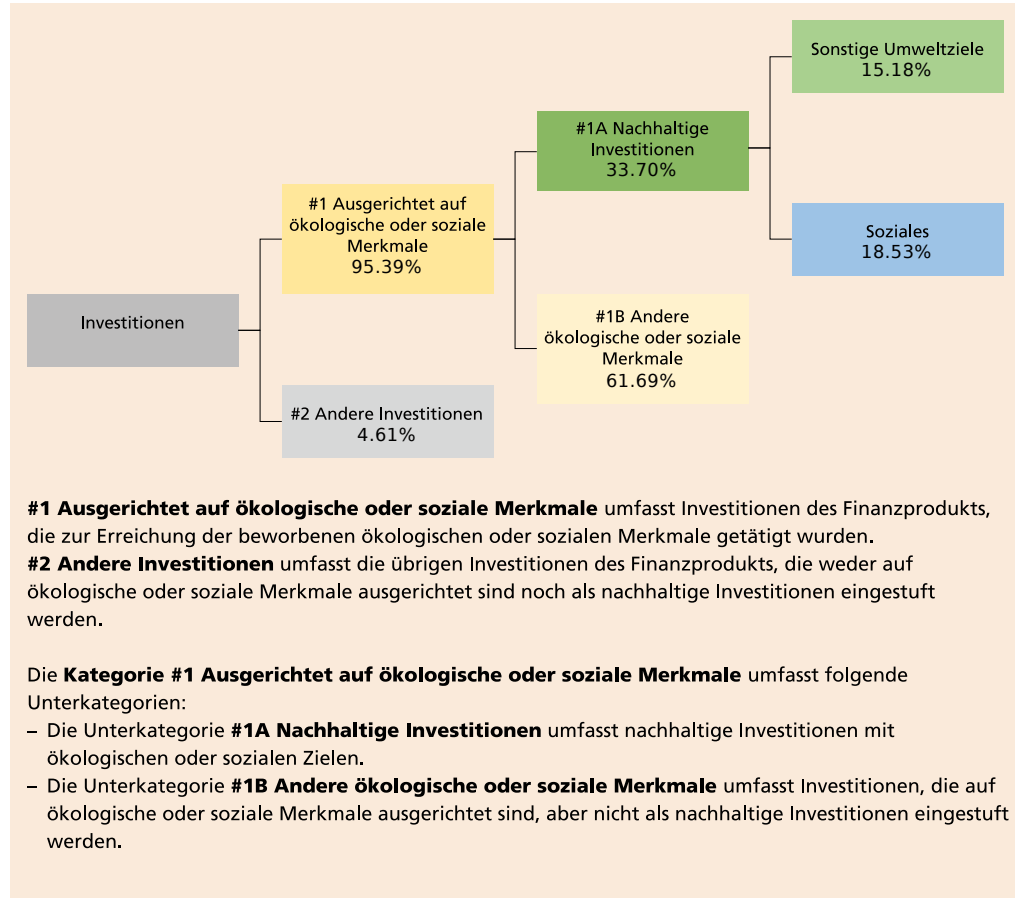 Sonstige Umweltziele
15.18%
#1A Nachhaltige
Investitionen
33.70%
#1 Ausgerichtet auf
ökologische oder soziale
Merkmale
95.39%
Soziales
18.53%
Investitionen
#1B Andere
ökologische oder soziale
Merkmale
61.69%
#2 Andere Investitionen
4.61%
#1 Ausgerichtet auf ökologische oder soziale Merkmale umfasst Investitionen des Finanzprodukts,
die zur Erreichung der beworbenen ökologischen oder sozialen Merkmale getätigt wurden.
#2 Andere Investitionen umfasst die übrigen Investitionen des Finanzprodukts, die weder auf
ökologische oder soziale Merkmale ausgerichtet sind noch als nachhaltige Investitionen eingestuft
werden.
Die Kategorie #1 Ausgerichtet auf ökologische oder soziale Merkmale umfasst folgende
Unterkategorien:
– Die Unterkategorie #1A Nachhaltige Investitionen umfasst nachhaltige Investitionen mit
ökologischen oder sozialen Zielen.
– Die Unterkategorie #1B Andere ökologische oder soziale Merkmale umfasst Investitionen, die auf
ökologische oder soziale Merkmale ausgerichtet sind, aber nicht als nachhaltige Investitionen eingestuft
werden.